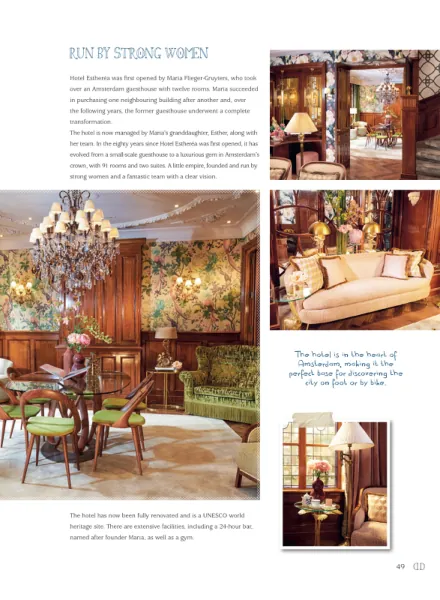 RUN BY STRONG WOMEN
Hotel Estherea was first opened by Maria Flieger-Gruyters, who took
over an Amsterdam guesthouse with twelve rooms. Maria succeeded
in purchasing one neighbouring building after another and, over
the following years, the former guesthouse underwent a complete
transformation.
The hotel is now managed by Maria's granddaughter, Esther, along with
her team. In the eighty years since Hotel Estherea was first opened, it has
evolved from a small-scale guesthouse to a luxurious gem in Amsterdam's
crown, with 91 rooms and two suites. A little empire, founded and run by
strong women and a fantastic team with a clear vision.
The hotel is in the heart of
Amsterdam, making it the
perfect base for discovering the
city on foot or by bike.
The hotel has now been fully renovated and is a UNESCO world
heritage site. There are extensive facilities, including a 24-hour bar,
named after founder Maria, as well as a gym.
49